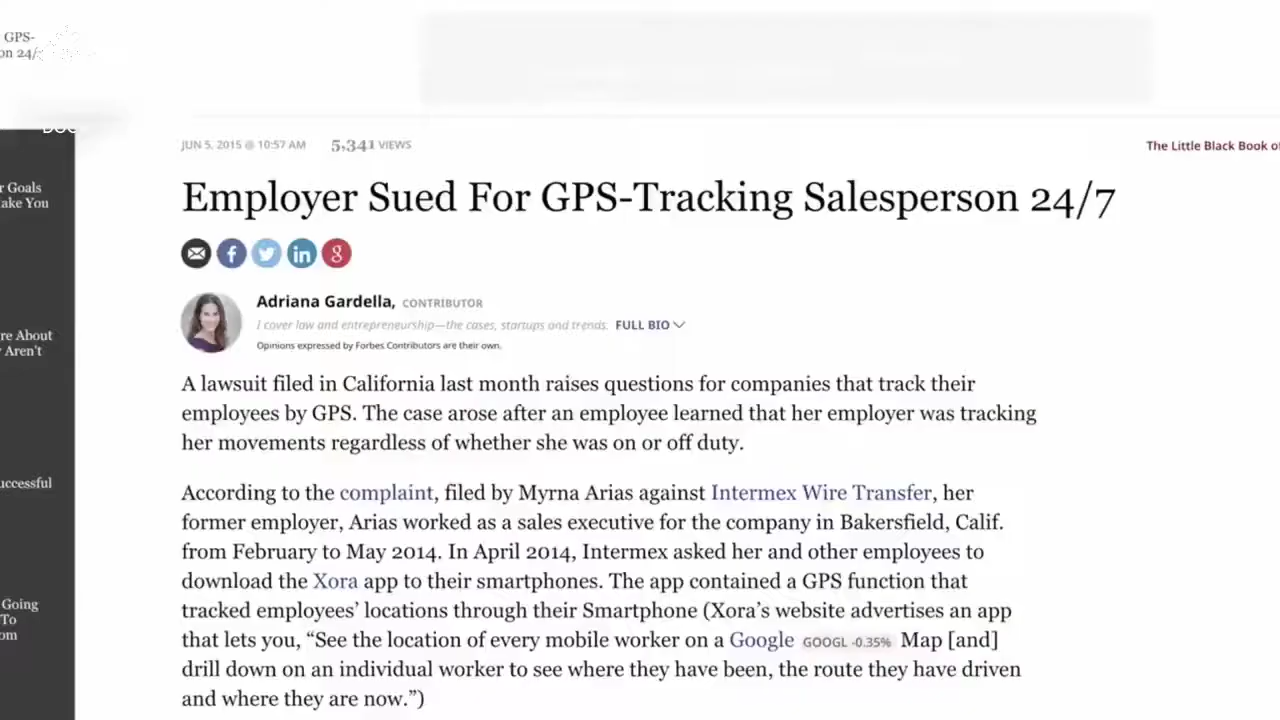 GPS-
on 24/
JUN 5, 2015 @ 10:57 AM 5,341 VIEWS
The Little Black Book of
Employer Sued For GPS-Tracking Salesperson 24/7
Adriana Gardella, CONTRIBUTOR
I cover law and entrepreneurship—the cases, startups and trends. FULL BIO
Opinions expressed by Forbes Contributors are their own.
A lawsuit filed in California last month raises questions for companies that track their
employees by GPS. The case arose after an employee learned that her employer was tracking
her movements regardless of whether she was on or off duty.
According to the complaint, filed by Myrna Arias against Intermex Wire Transfer, her
former employer, Arias worked as a sales executive for the company in Bakersfield, Calif.
from February to May 2014. In April 2014, Intermex asked her and other employees to
download the Xora app to their smartphones. The app contained a GPS function that
tracked employees’ locations through their Smartphone (Xora’s website advertises an app
that lets you, “See the location of every mobile worker on a Google GOOGL -0.35% Map [and]
drill down on an individual worker to see where they have been, the route they have driven
and where they are now.”)
r Goals
ake You
re About
Aren't
uccessful
Going
To
om